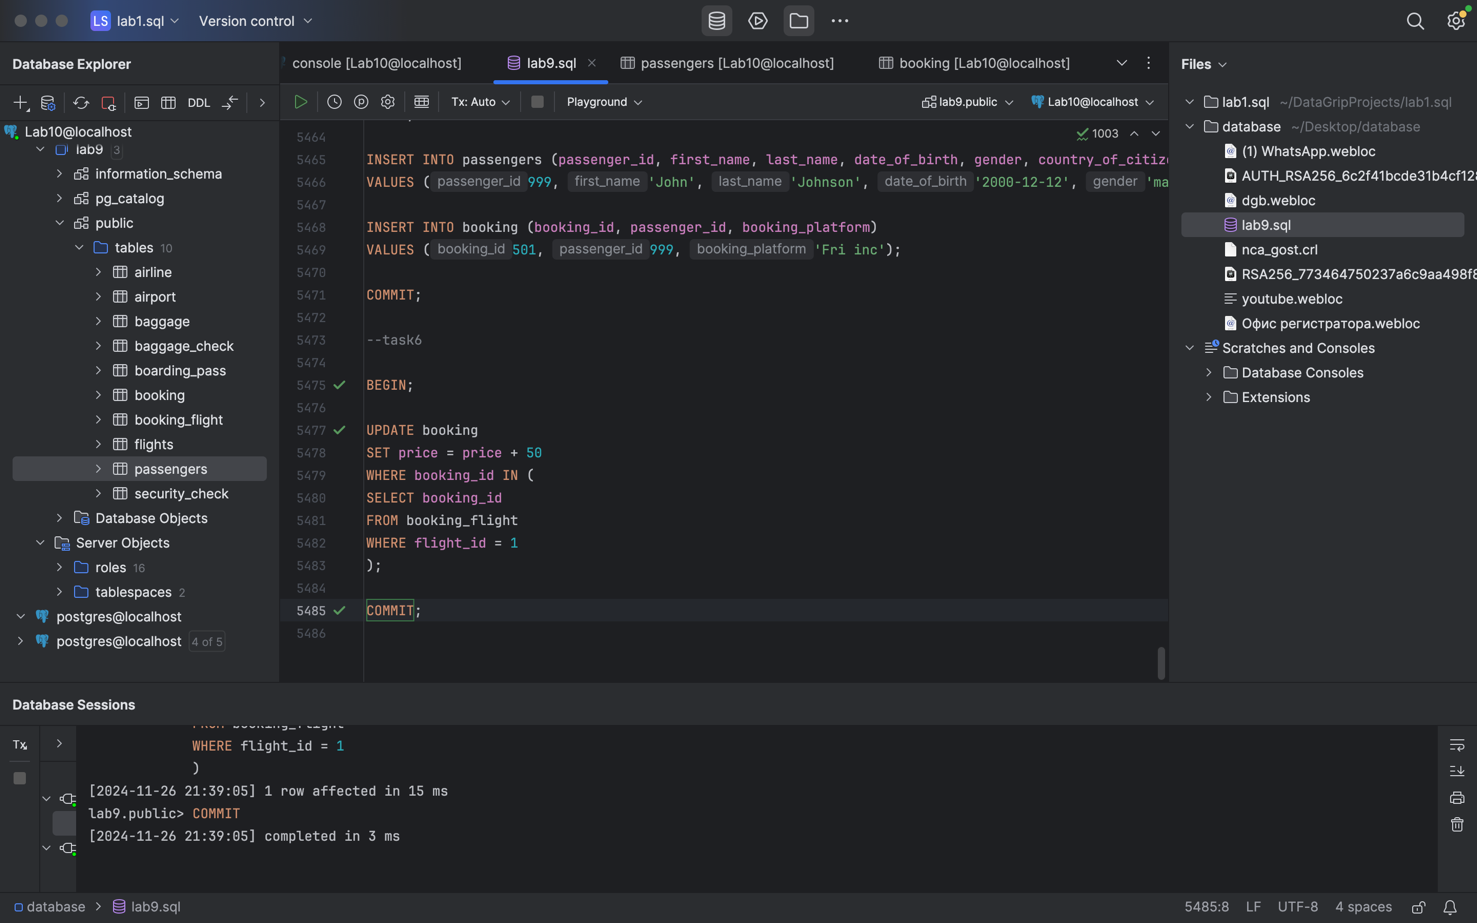 LS lab1.sql Version control
Database Explorer
DDL
Lab10@localhost
lab9 3
information_schema
pg_catalog
public
tables 10
airline
airport
baggage
baggage_check
boarding_pass
booking
booking_flight
flights
passengers
security_check
Database Objects
Server Objects
roles 16
tablespaces 2
postgres@localhost
postgres@localhost 4 of 5
console [Lab10@localhost] lab9.sql passengers [Lab10@localhost] booking [Lab10@localhost]
Tx: Auto Playground lab9.public Lab10@localhost
1003
5464
5465 INSERT INTO passengers (passenger_id, first_name, last_name, date_of_birth, gender, country_of_citize
5466 VALUES ( passenger_id 999, first_name 'John', last_name 'Johnson', date_of_birth '2000-12-12', gender 'ma
5467
5468 INSERT INTO booking (booking_id, passenger_id, booking_platform)
5469 VALUES ( booking_id 501, passenger_id 999, booking_platform 'Fri inc');
5470
5471 COMMIT;
5472
5473 --task6
5474
5475 BEGIN;
5476
5477 UPDATE booking
5478 SET price = price + 50
5479 WHERE booking_id IN (
5480 SELECT booking_id
5481 FROM booking_flight
5482 WHERE flight_id = 1
5483 );
5484
5485 COMMIT;
5486
Files
lab1.sql ~/DataGripProjects/lab1.sql
database ~/Desktop/database
(1) WhatsApp.webloc
AUTH_RSA256_6c2f41bcde31b4cf128
dgb.webloc
lab9.sql
nca_gost.crl
RSA256_773464750237a6c9aa498f8
youtube.webloc
Офис регистратора.webloc
Scratches and Consoles
Database Consoles
Extensions
Database Sessions
Tx
FROM booking_flight
WHERE flight_id = 1
)
[2024-11-26 21:39:05] 1 row affected in 15 ms
lab9.public> COMMIT
[2024-11-26 21:39:05] completed in 3 ms
database > lab9.sql
5485:8 LF UTF-8 4 spaces